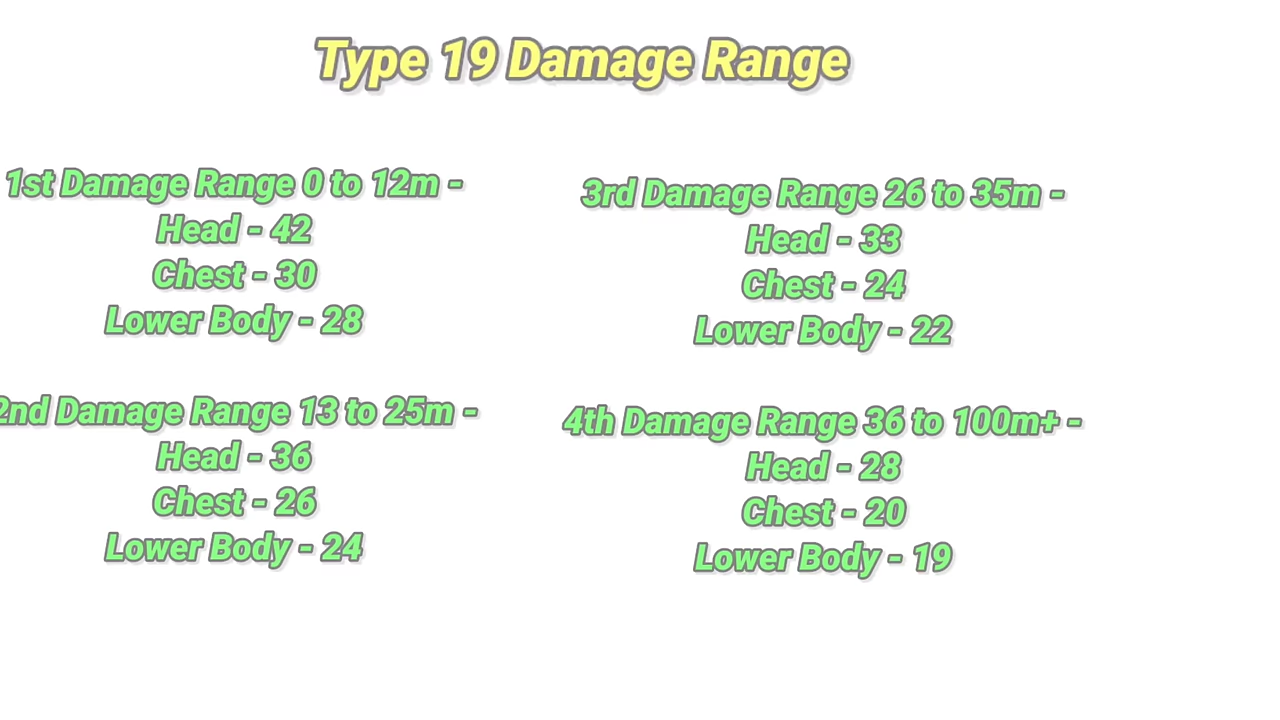 Type 19 Damage Range
1st Damage Range 0 to 12m -
Head - 42
Chest - 30
Lower Body - 28
2nd Damage Range 13 to 25m -
Head - 36
Chest - 26
Lower Body - 24
3rd Damage Range 26 to 35m -
Head - 33
Chest - 24
Lower Body - 22
4th Damage Range 36 to 100m+ -
Head - 28
Chest - 20
Lower Body - 19